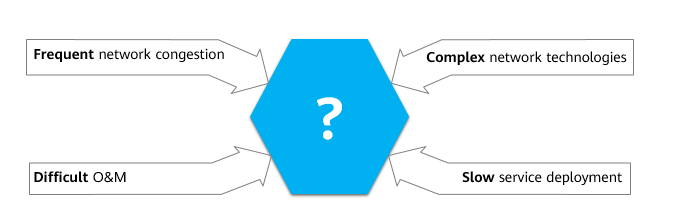 Frequent network congestion
Complex network technologies
?
Difficult O&M
Slow service deployment